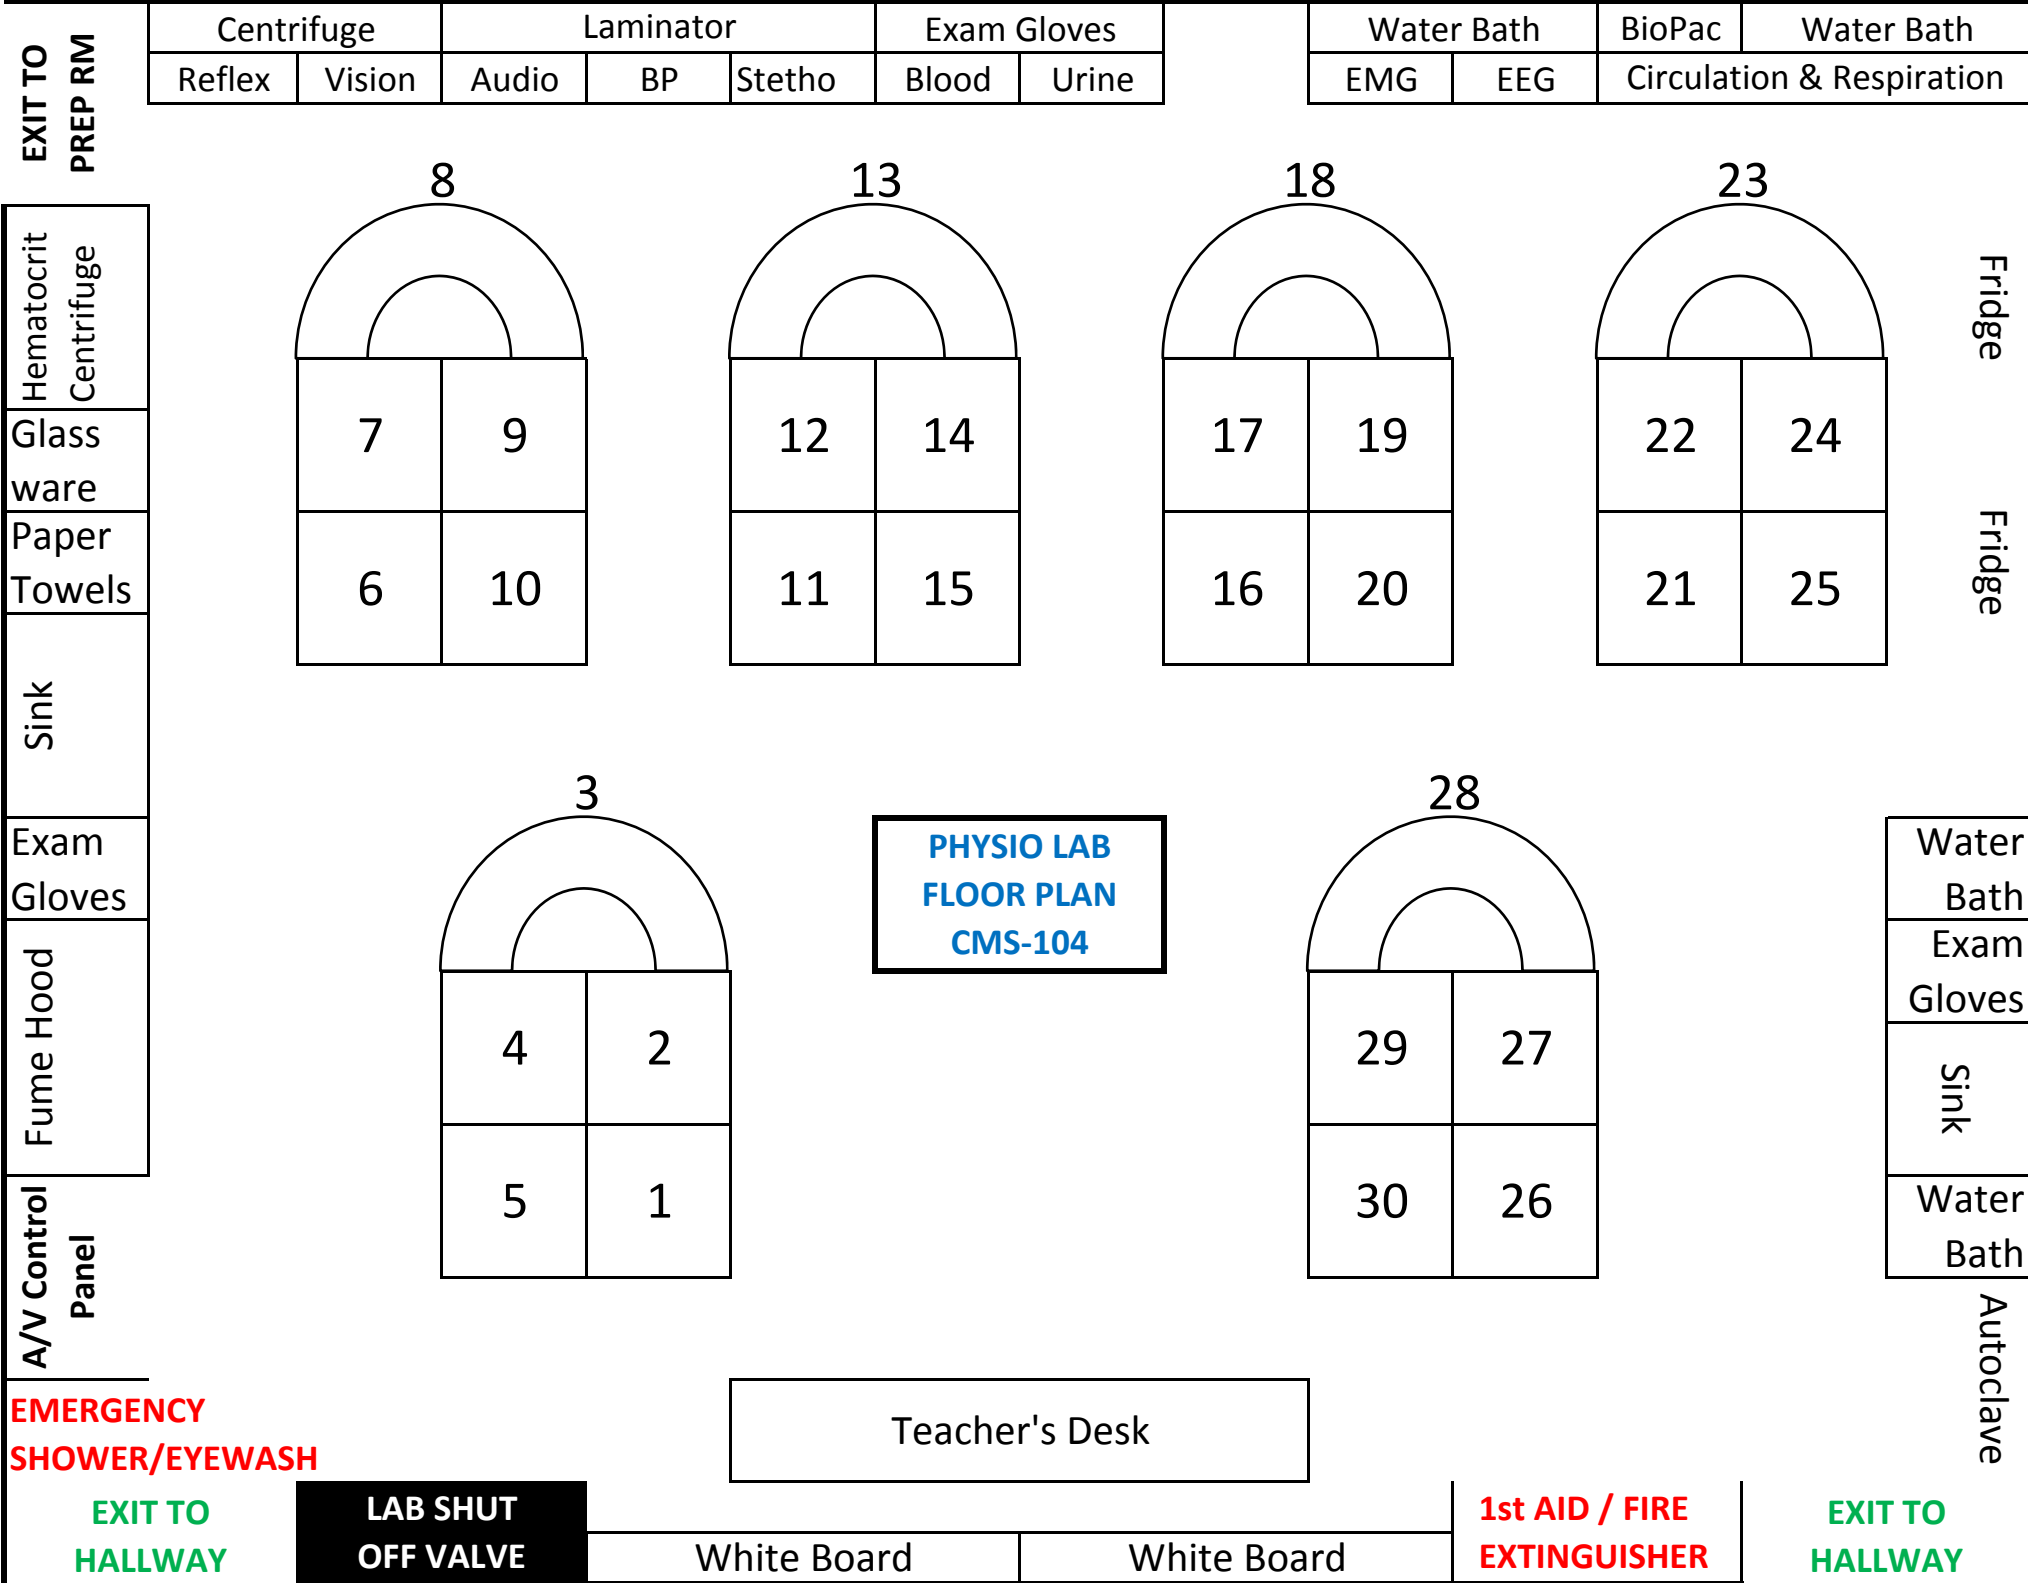 EXIT TO
PREP RM
Centrifuge
Laminator
Exam Gloves
Water Bath
BioPac
Water Bath
Reflex
Vision
Audio
BP
Stetho
Blood
Urine
EMG
EEG
Circulation & Respiration
8
13
18
23
Hematocrit
Centrifuge
Fridge
Glass
ware
7
9
12
14
17
19
22
24
Paper
Towels
6
10
11
15
16
20
21
25
Fridge
Sink
3
28
Exam
Gloves
PHYSIO LAB
FLOOR PLAN
CMS-104
Water
Bath
Exam
Gloves
Fume Hood
4
2
29
27
Sink
5
1
30
26
Water
Bath
A/V Control
Panel
Autoclave
EMERGENCY
SHOWER/EYEWASH
Teacher's Desk
EXIT TO
HALLWAY
LAB SHUT
OFF VALVE
White Board
White Board
1st AID / FIRE
EXTINGUISHER
EXIT TO
HALLWAY